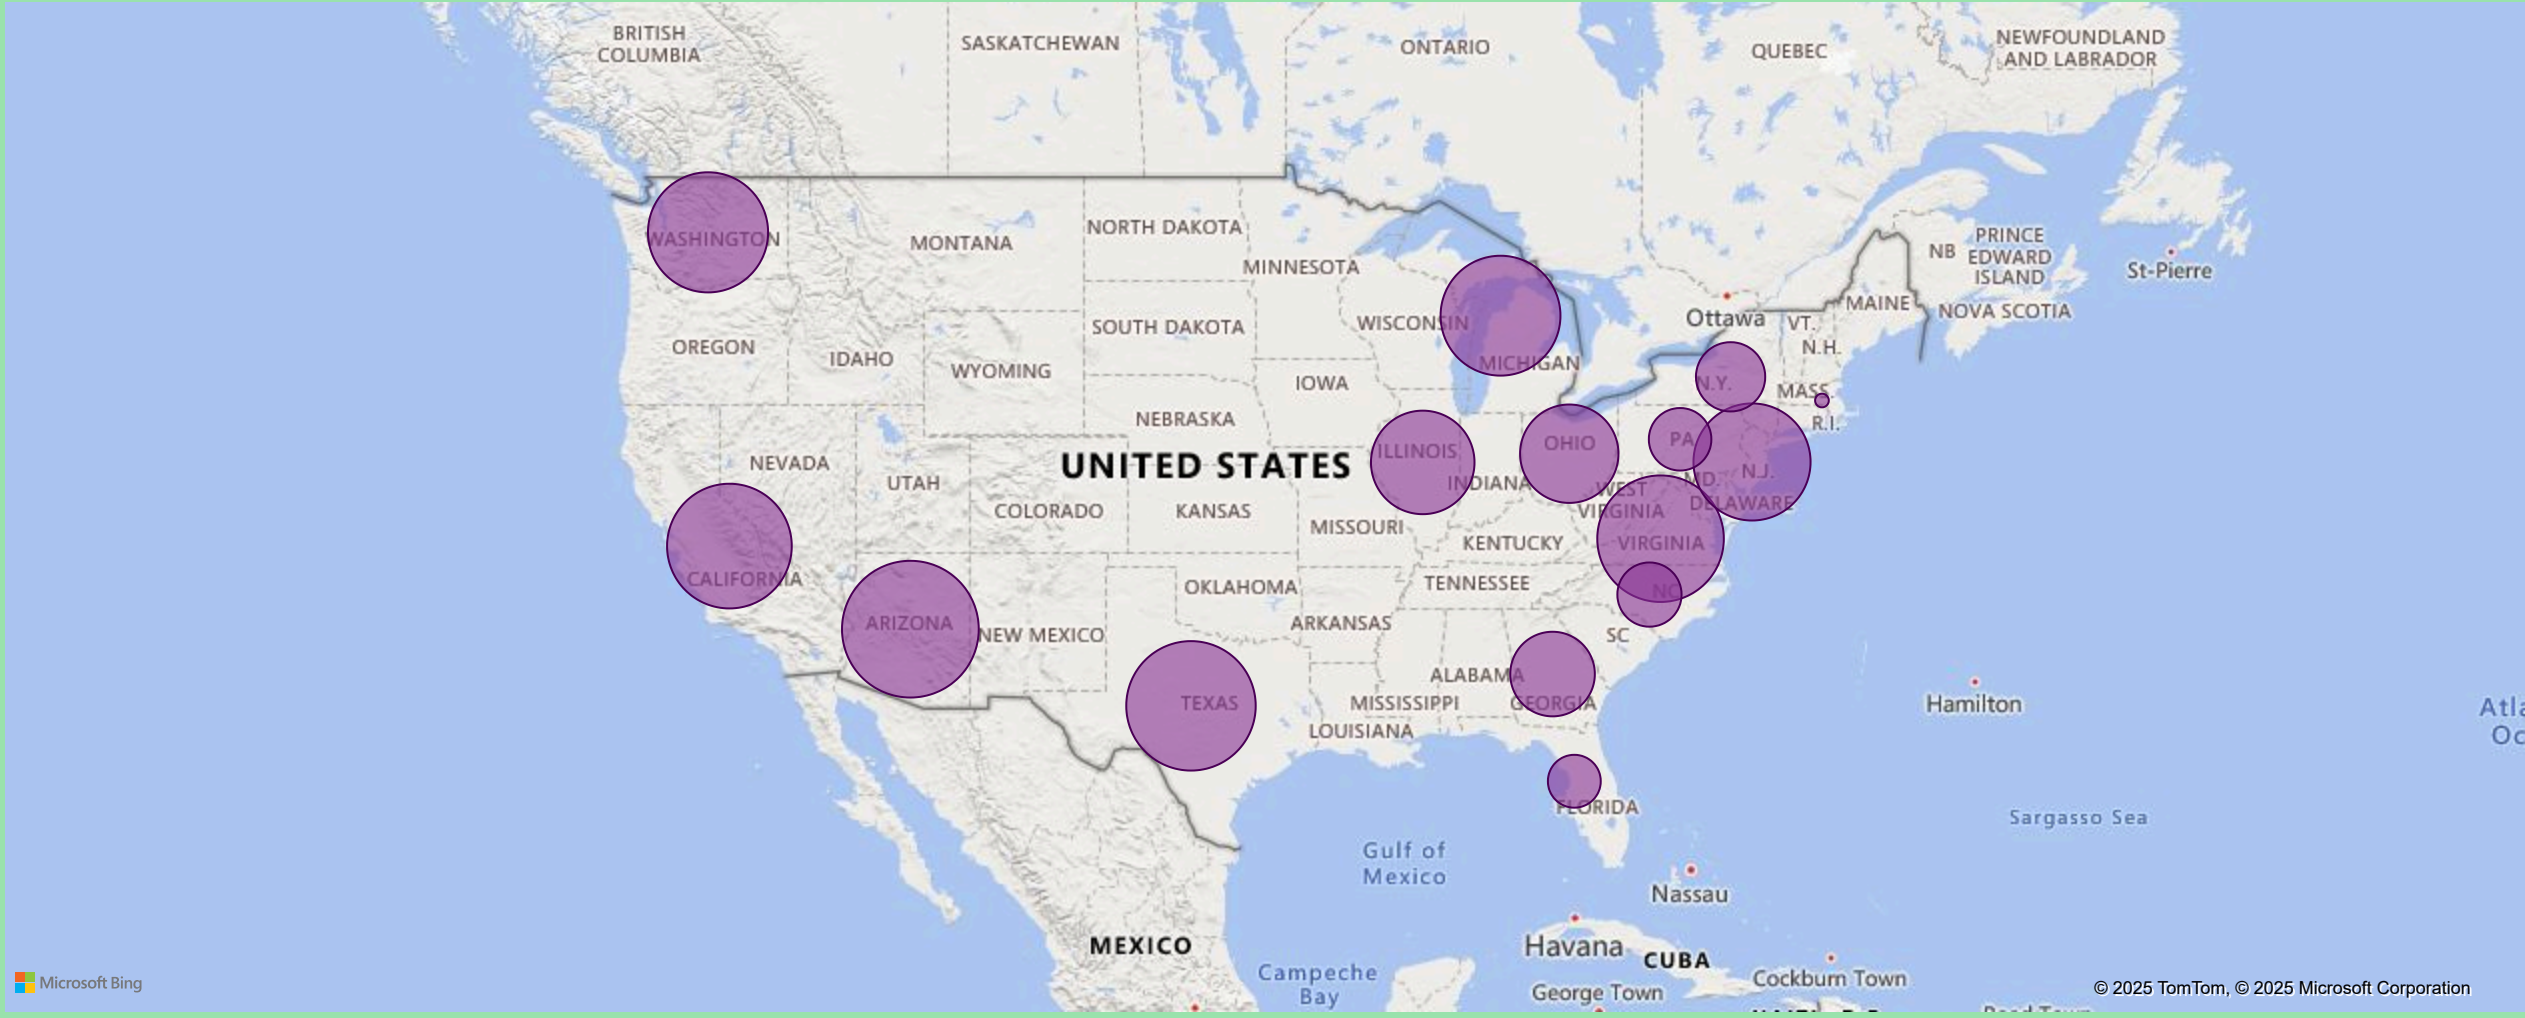 BRITISH
COLUMBIA
SASKATCHEWAN
ONTARIO
QUEBEC
NEWFOUNDLAND
AND LABRADOR
WASHINGTON
MONTANA
NORTH DAKOTA
MINNESOTA
NB
PRINCE
EDWARD
ISLAND
St-Pierre
MAINE
NOVA SCOTIA
Ottawa
VT.
N.H.
OREGON
IDAHO
WYOMING
SOUTH DAKOTA
WISCONSIN
MICHIGAN
IOWA
N.Y.
MASS.
R.I.
NEBRASKA
NEVADA
UTAH
UNITED STATES
ILLINOIS
OHIO
PA
N.J.
MD.
DELAWARE
INDIANA
WEST
VIRGINIA
COLORADO
KANSAS
MISSOURI
KENTUCKY
VIRGINIA
CALIFORNIA
OKLAHOMA
TENNESSEE
NC
ARIZONA
NEW MEXICO
ARKANSAS
SC
TEXAS
ALABAMA
MISSISSIPPI
GEORGIA
LOUISIANA
Hamilton
Atla
Oc
FLORIDA
Sargasso Sea
Gulf of
Mexico
Nassau
MEXICO
Havana
CUBA
Campeche
Bay
Cockburn Town
George Town
Microsoft Bing
© 2025 TomTom, © 2025 Microsoft Corporation